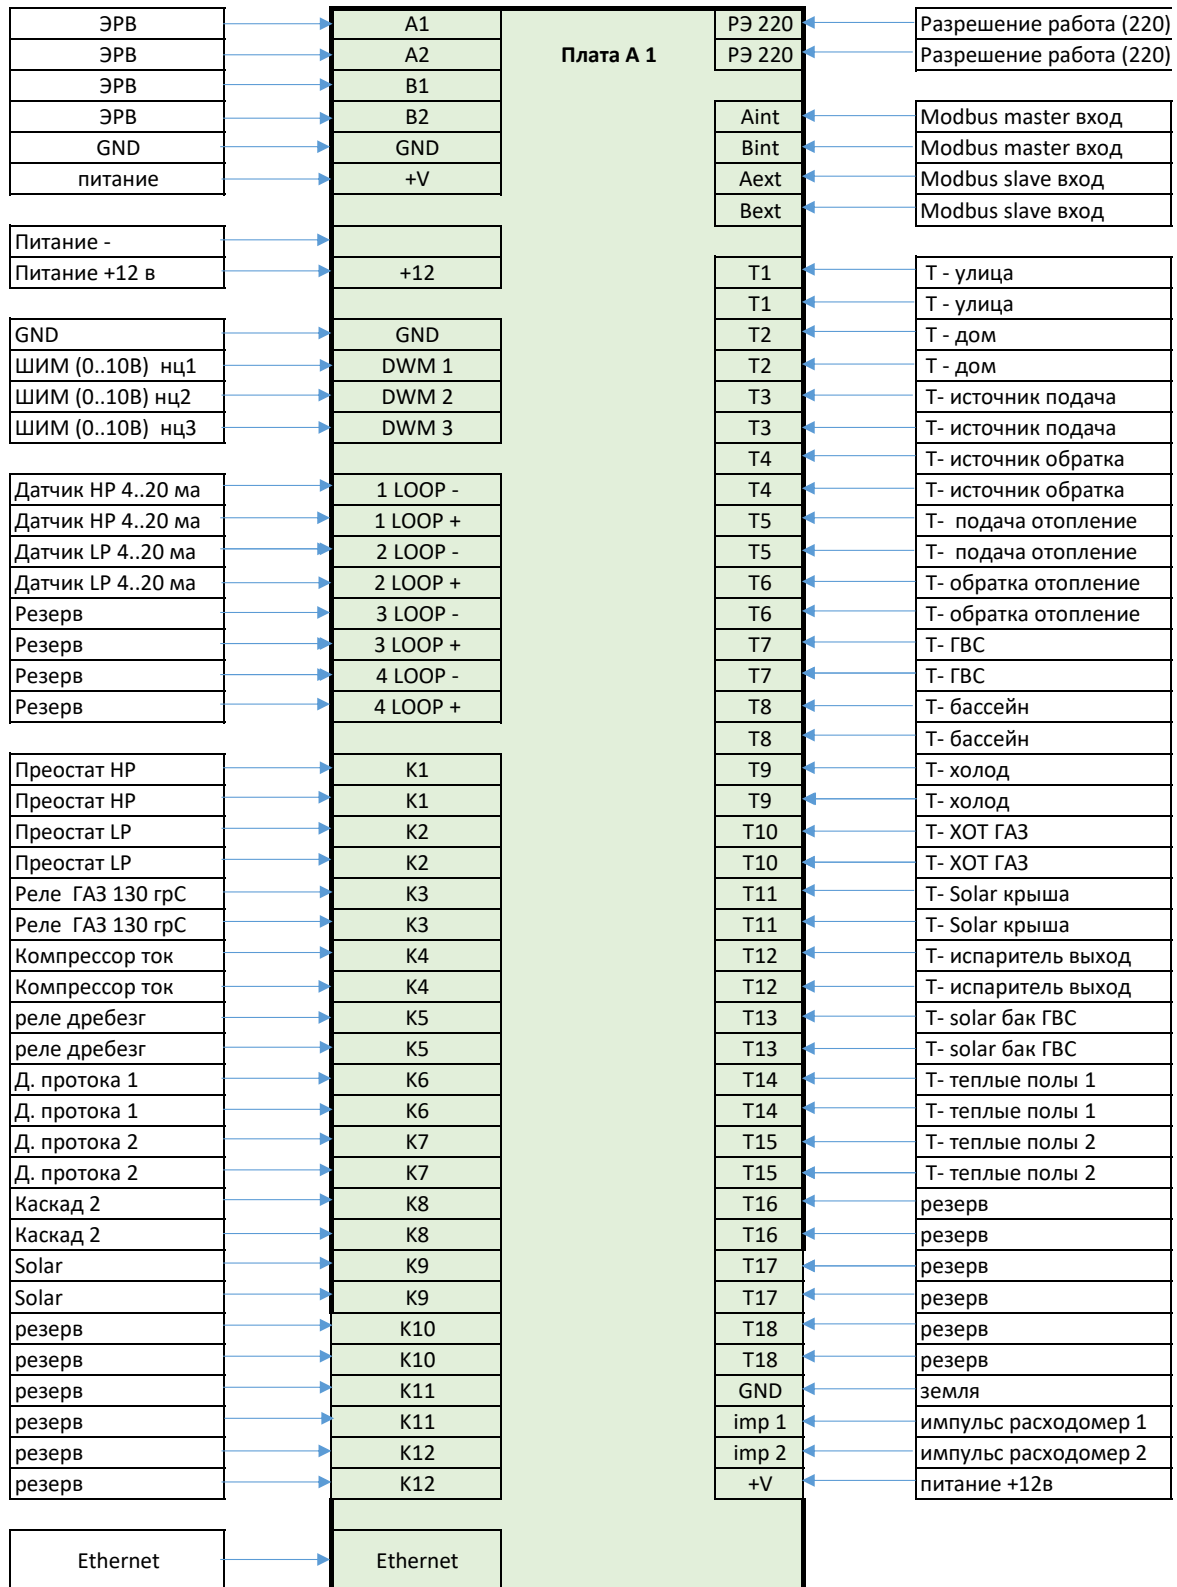 ЭРВ A1 РЭ 220 Разрешение работа (220)
ЭРВ A2 Плата А 1 РЭ 220 Разрешение работа (220)
ЭРВ B1
ЭРВ B2 Aint Modbus master вход
GND GND Bint Modbus master вход
питание +V Aext Modbus slave вход
Bext Modbus slave вход
Питание -
Питание +12 в +12 T1 Т - улица
T1 Т - улица
GND GND T2 Т - дом
ШИМ (0..10В) нц1 DWM 1 T2 Т - дом
ШИМ (0..10В) нц2 DWM 2 T3 Т- источник подача
ШИМ (0..10В) нц3 DWM 3 T3 Т- источник подача
T4 Т- источник обратка
Датчик HP 4..20 ма 1 LOOP - T4 Т- источник обратка
Датчик HP 4..20 ма 1 LOOP + T5 Т- подача отопление
Датчик LP 4..20 ма 2 LOOP - T5 Т- подача отопление
Датчик LP 4..20 ма 2 LOOP + T6 Т- обратка отопление
Резерв 3 LOOP - T6 Т- обратка отопление
Резерв 3 LOOP + T7 Т- ГВС
Резерв 4 LOOP - T7 Т- ГВС
Резерв 4 LOOP + T8 Т- бассейн
T8 Т- бассейн
Преостат HP K1 T9 Т- холод
Преостат HP K1 T9 Т- холод
Преостат LP K2 T10 Т- ХОТ ГАЗ
Преостат LP K2 T10 Т- ХОТ ГАЗ
Реле ГАЗ 130 грС K3 T11 Т- Solar крыша
Реле ГАЗ 130 грС K3 T11 Т- Solar крыша
Компрессор ток K4 T12 Т- испаритель выход
Компрессор ток K4 T12 Т- испаритель выход
реле дребезг K5 T13 Т- solar бак ГВС
реле дребезг K5 T13 Т- solar бак ГВС
Д. протока 1 K6 T14 Т- теплые полы 1
Д. протока 1 K6 T14 Т- теплые полы 1
Д. протока 2 K7 T15 Т- теплые полы 2
Д. протока 2 K7 T15 Т- теплые полы 2
Каскад 2 K8 T16 резерв
Каскад 2 K8 T16 резерв
Solar K9 T17 резерв
Solar K9 T17 резерв
резерв K10 T18 резерв
резерв K10 T18 резерв
резерв K11 GND земля
резерв K11 imp 1 импульс расходомер 1
резерв K12 imp 2 импульс расходомер 2
резерв K12 +V питание +12в
Ethernet Ethernet